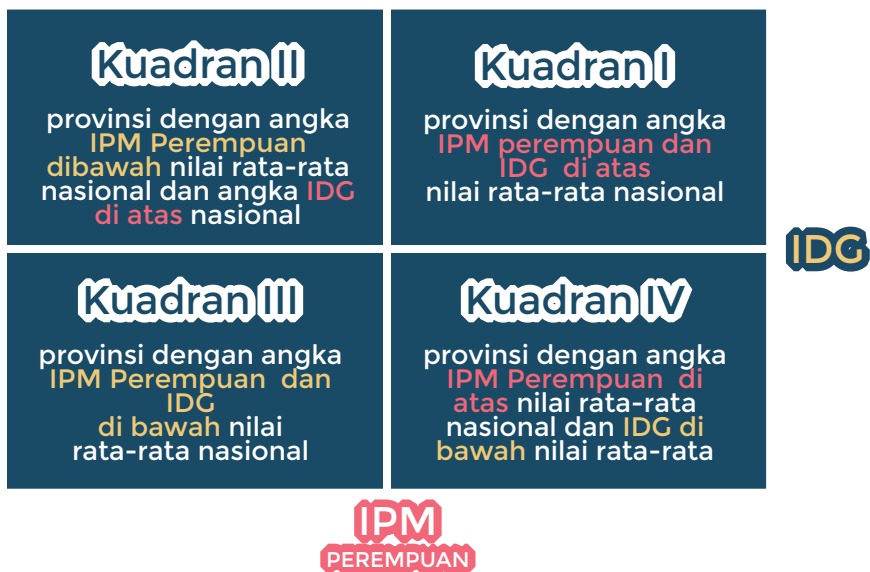 Kuadran II
provinsi dengan angka
IPM Perempuan
dibawah nilai rata-rata
nasional dan angka IDG
di atas nasional
Kuadran I
provinsi dengan angka
IPM perempuan dan
IDG di atas
nilai rata-rata nasional
IDG
Kuadran III
provinsi dengan angka
IPM Perempuan dan
IDG
di bawah nilai
rata-rata nasional
Kuadran IV
provinsi dengan angka
IPM Perempuan di
atas nilai rata-rata
nasional dan IDG di
bawah nilai rata-rata
IPM
PEREMPUAN